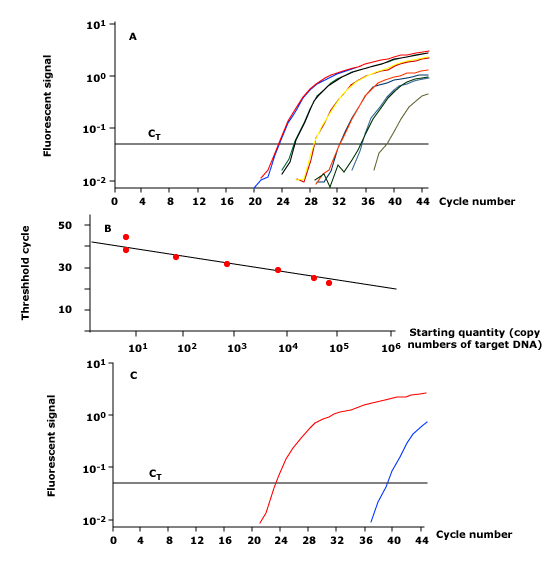 A
Fluorescent signal
10¹
10⁰
10⁻¹
10⁻²
C_T
0 4 8 12 16 20 24 28 32 36 40 44 Cycle number
B
Threshhold cycle
50
30
10
10¹ 10² 10³ 10⁴ 10⁵ 10⁶
Starting quantity (copy
numbers of target DNA)
C
Fluorescent signal
10¹
10⁰
10⁻¹
10⁻²
C_T
0 4 8 12 16 20 24 28 32 36 40 44 Cycle number